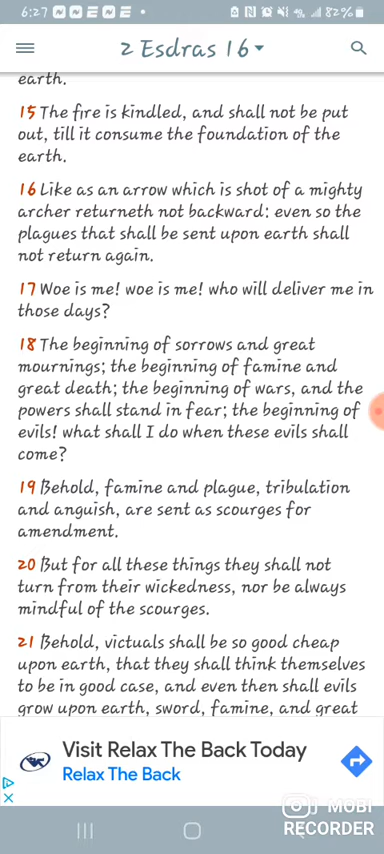 6:27 82%
2 Esdras 16
earth.
15 The fire is kindled, and shall not be put
out, till it consume the foundation of the
earth.
16 Like as an arrow which is shot of a mighty
archer returneth not backward: even so the
plagues that shall be sent upon earth shall
not return again.
17 Woe is me! woe is me! who will deliver me in
those days?
18 The beginning of sorrows and great
mournings; the beginning of famine and
great death; the beginning of wars, and the
powers shall stand in fear; the beginning of
evils! what shall I do when these evils shall
come?
19 Behold, famine and plague, tribulation
and anguish, are sent as scourges for
amendment.
20 But for all these things they shall not
turn from their wickedness, nor be always
mindful of the scourges.
21 Behold, victuals shall be so good cheap
upon earth, that they shall think themselves
to be in good case, and even then shall evils
grow upon earth, sword, famine, and great
Visit Relax The Back Today
Relax The Back
MOBI
RECORDER